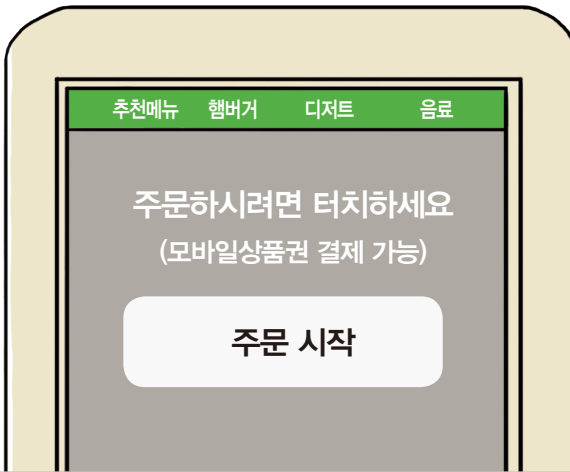 추천메뉴 햄버거 디저트 음료
주문하시려면 터치하세요
(모바일상품권 결제 가능)
주문 시작